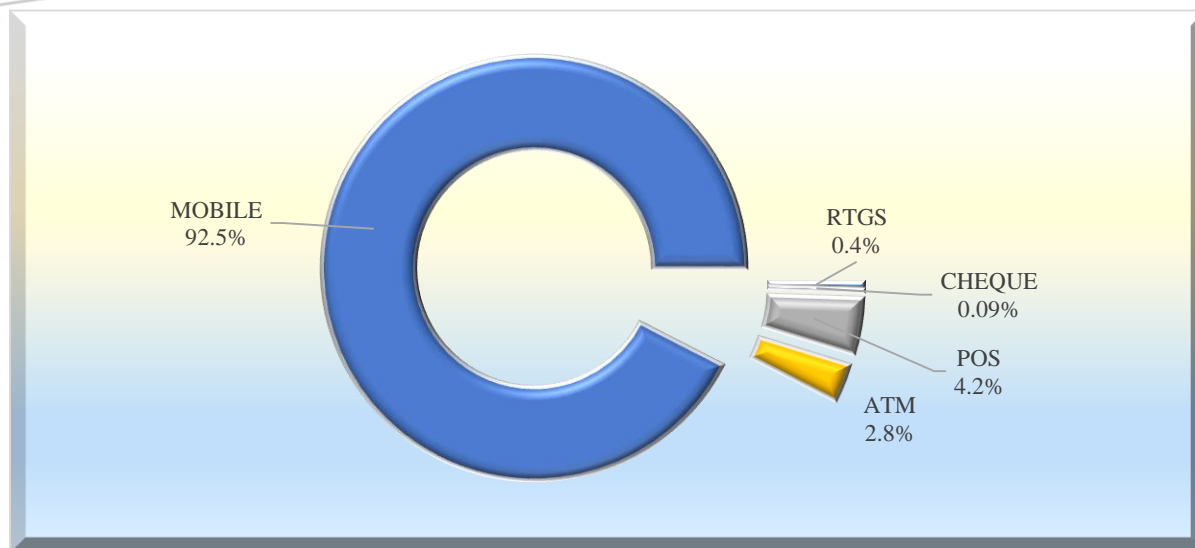 MOBILE
92.5%
RTGS
0.4%
CHEQUE
0.09%
POS
4.2%
ATM
2.8%